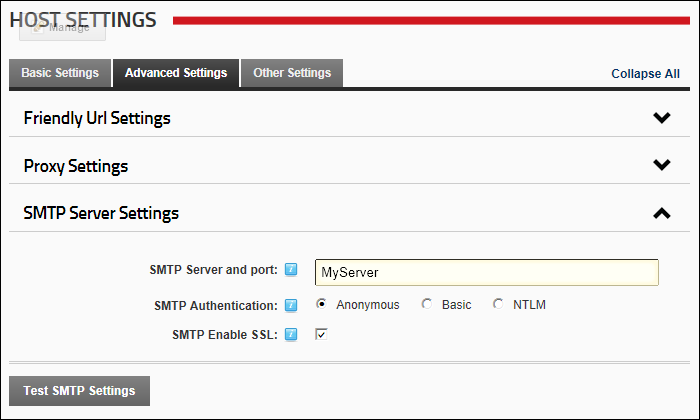 HOST SETTINGS
Manage
Basic Settings Advanced Settings Other Settings Collapse All
Friendly Url Settings
Proxy Settings
SMTP Server Settings
SMTP Server and port: MyServer
SMTP Authentication: Anonymous Basic NTLM
SMTP Enable SSL:
Test SMTP Settings